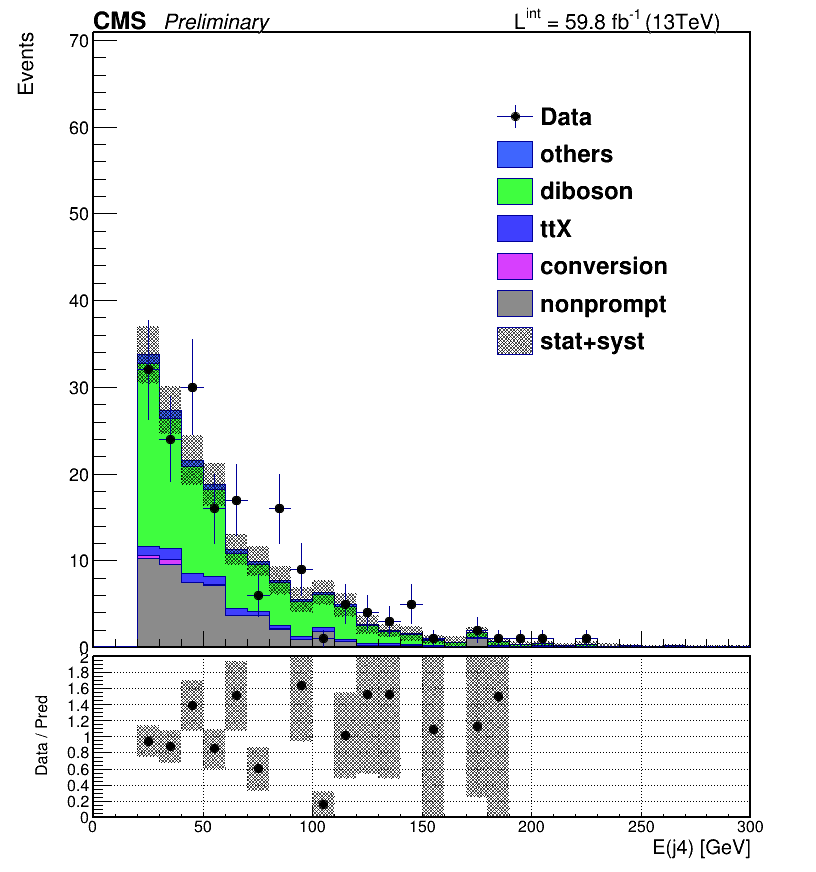 CMS Preliminary L^int = 59.8 fb^-1 (13TeV)
Events
70
60
50
40
30
20
10
0
Data
others
diboson
ttX
conversion
nonprompt
stat+syst
Data / Pred
2
1.8
1.6
1.4
1.2
1
0.8
0.6
0.4
0.2
0
0 50 100 150 200 250 300
E(j4) [GeV]